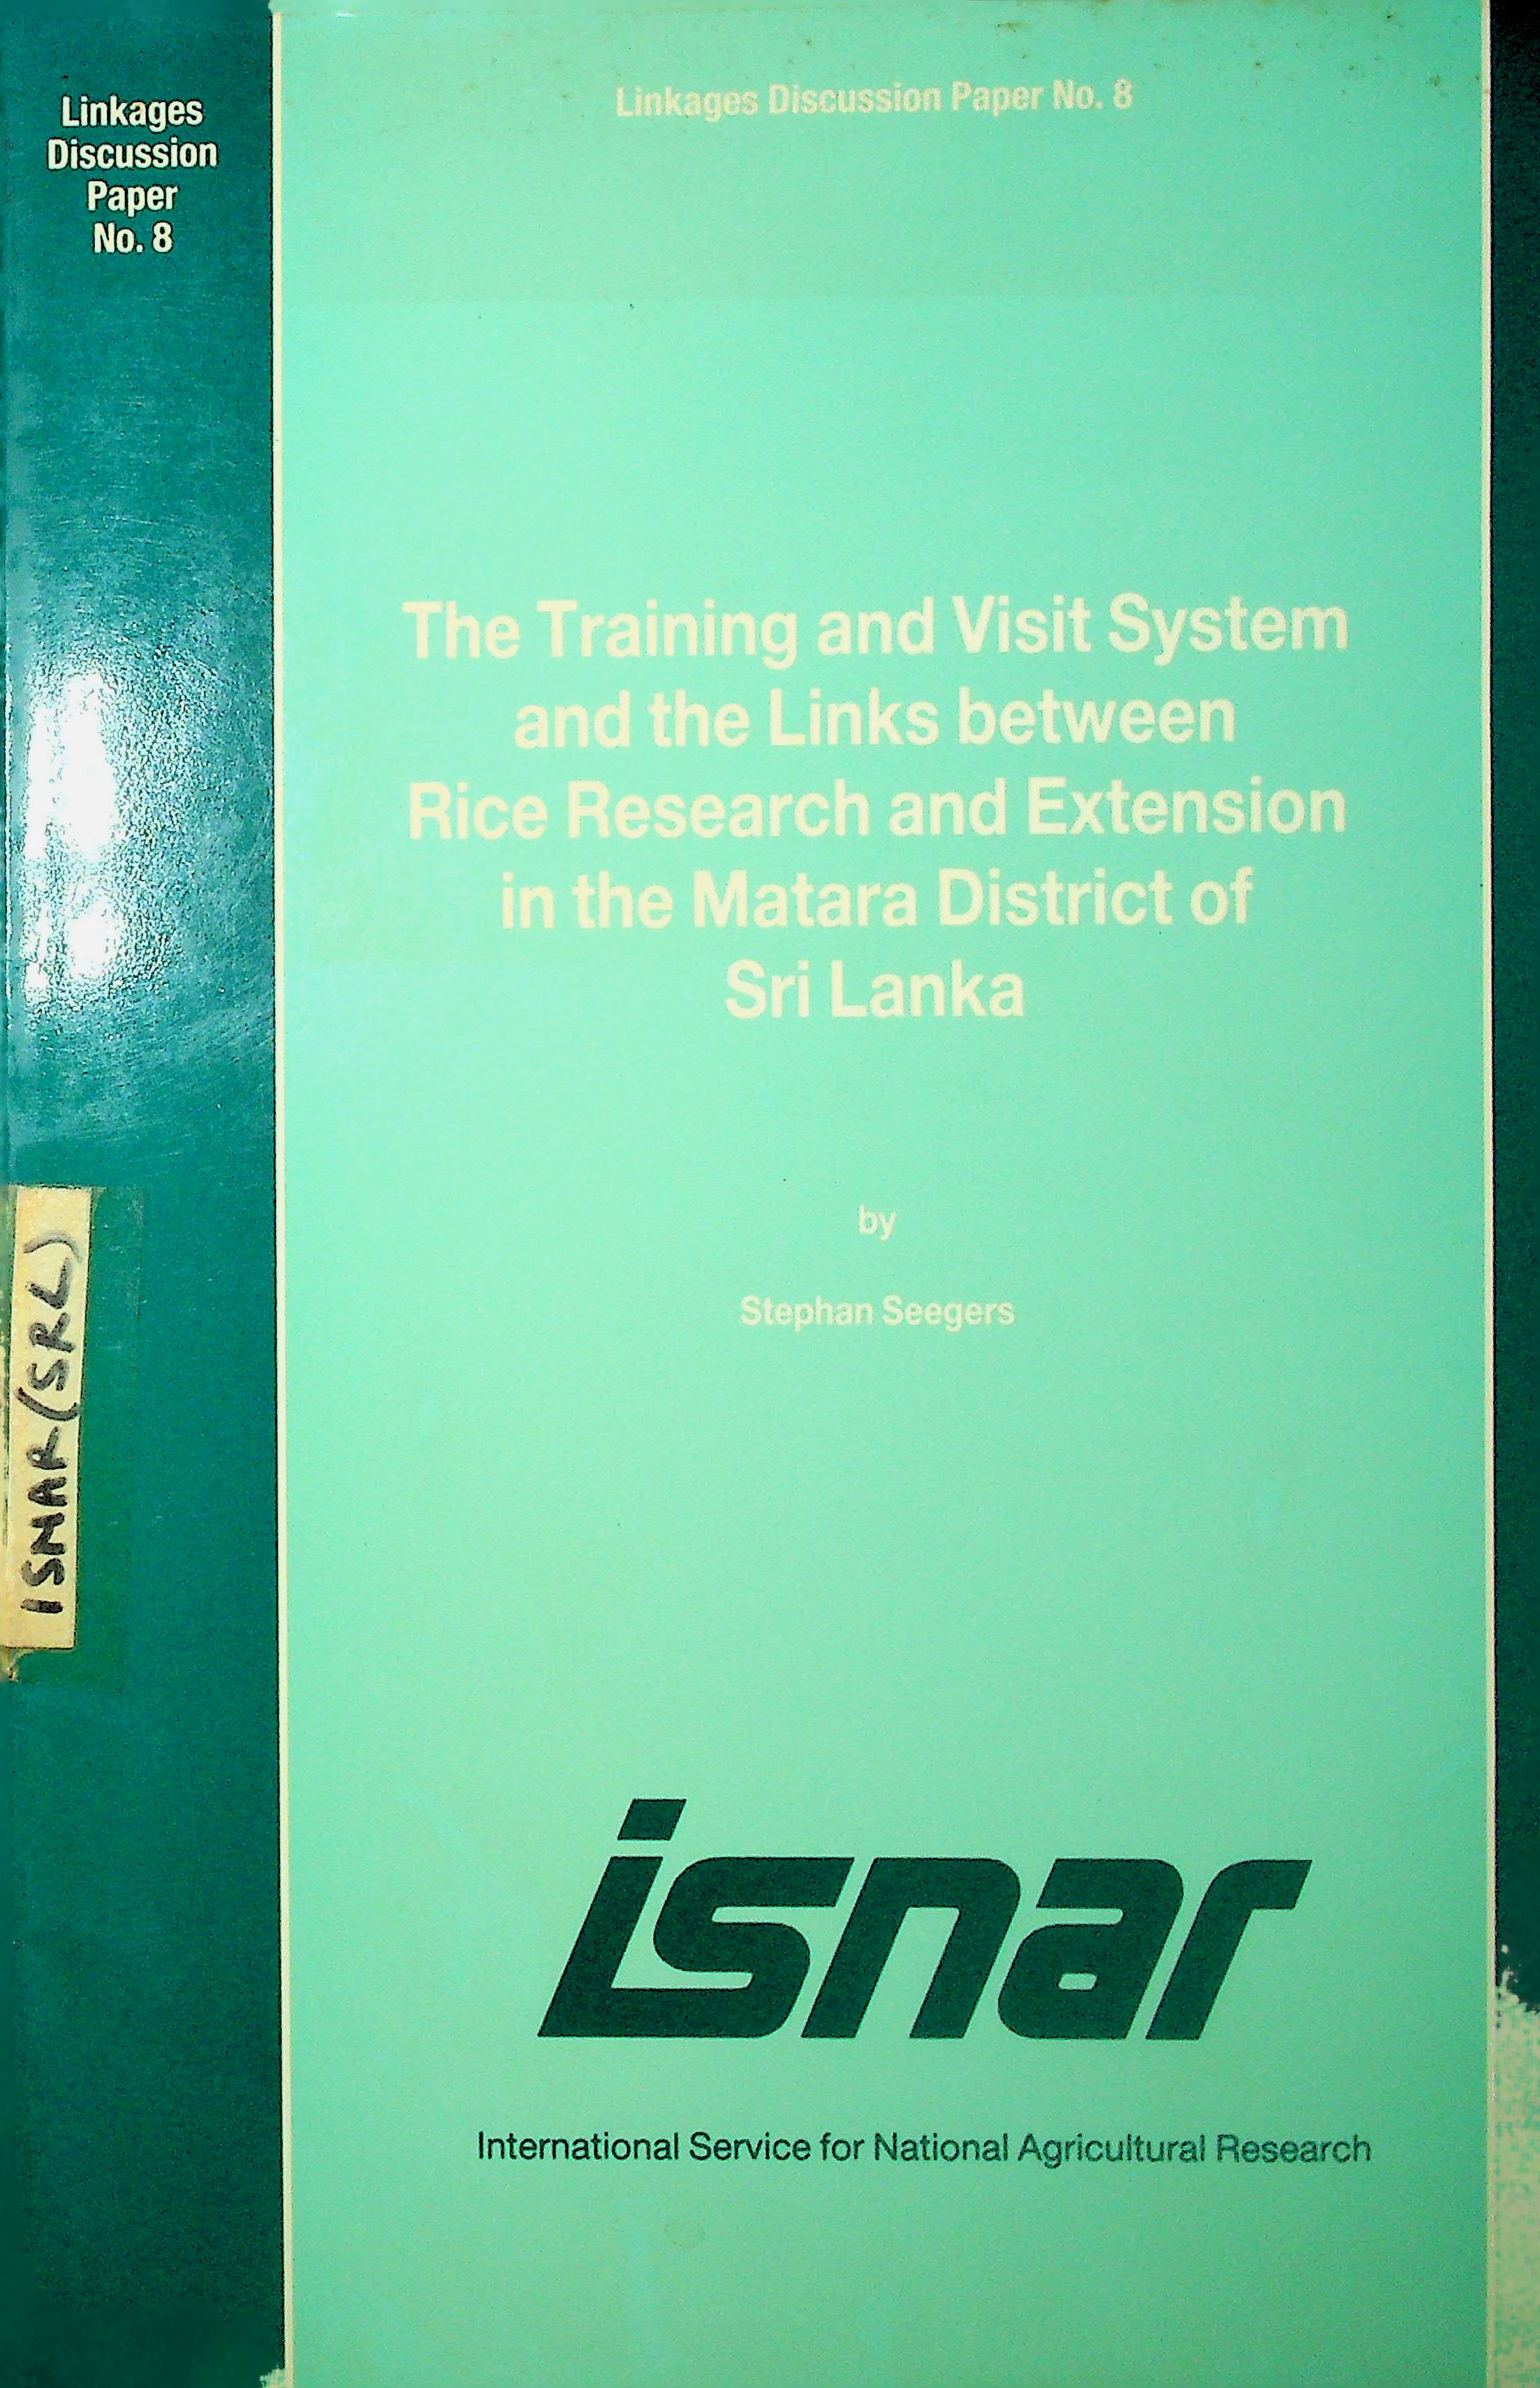 Linkages
Discussion
Paper
No. 8
Linkages Discussion Paper No. 8
The Training and Visit System
and the Links between
Rice Research and Extension
in the Matara District of
Sri Lanka
by
Stephan Seegers
ISNAR (SRL)
isnar
International Service for National Agricultural Research